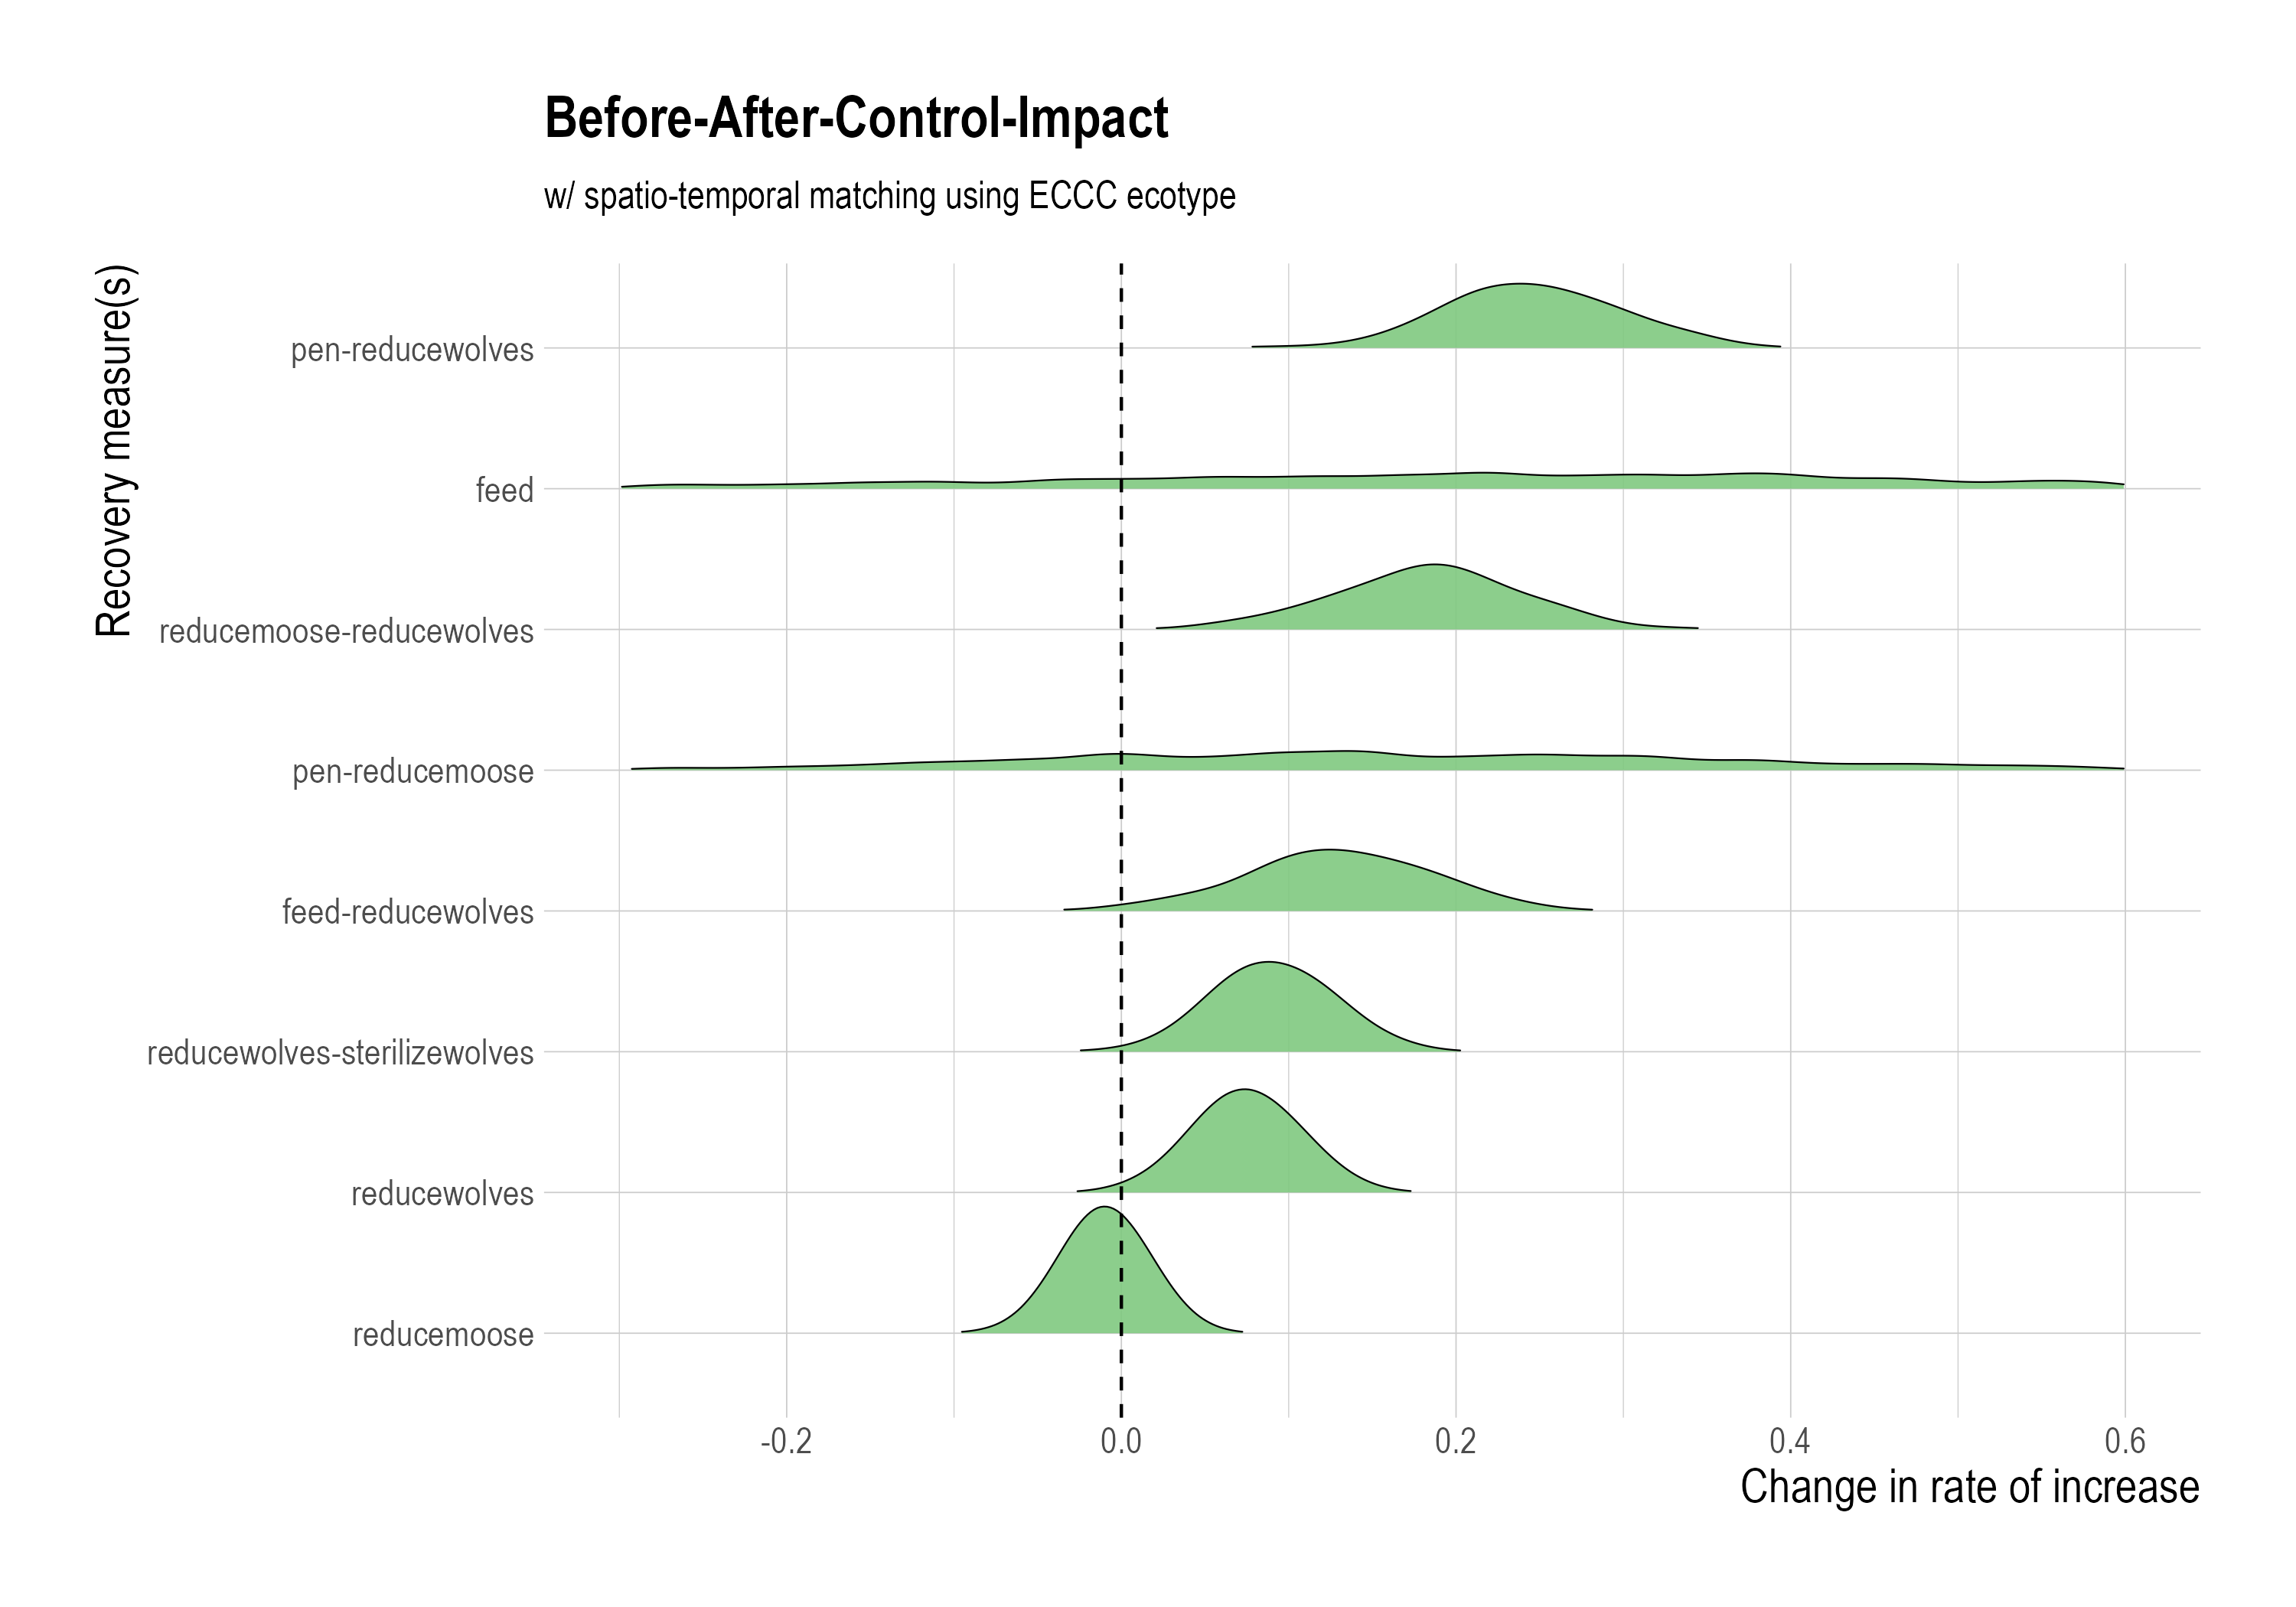 Before-After-Control-Impact
w/ spatio-temporal matching using ECCC ecotype
Recovery measure(s)
pen-reducewolves
feed
reducemoose-reducewolves
pen-reducemoose
feed-reducewolves
reducewolves-sterilizewolves
reducewolves
reducemoose
-0.2 0.0 0.2 0.4 0.6
Change in rate of increase